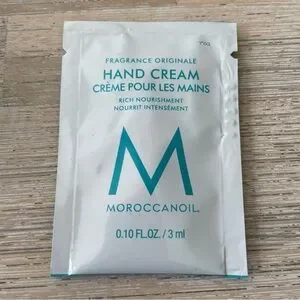 FRAGRANCE ORIGINALE
HAND CREAM
CRÈME POUR LES MAINS
RICH NOURISHMENT
NOURRIT INTENSÉMENT
M
MOROCCANOIL®
0.10 FL.OZ. / 3 ml